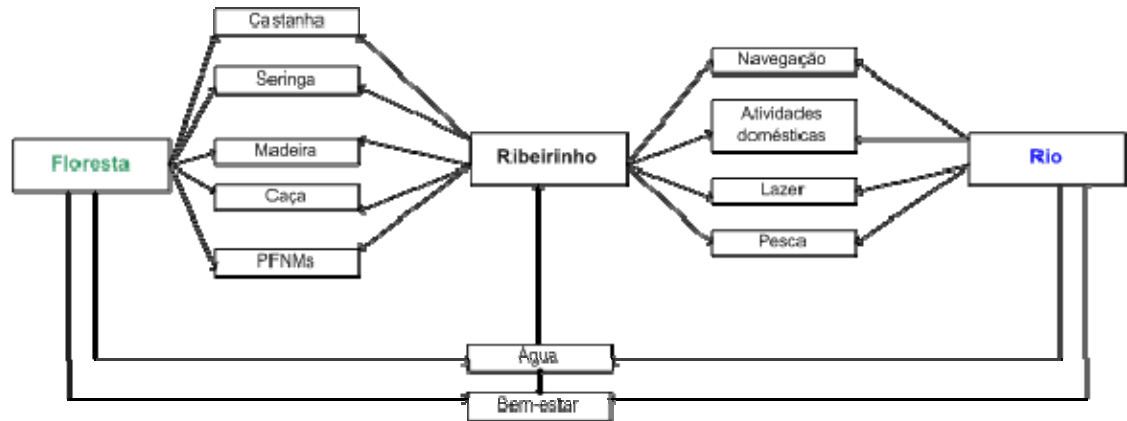 Castanha
Seringa
Madeira
Caça
PFNMs
Floresta
Ribeirinho
Navegação
Atividades
domésticas
Lazer
Pesca
Rio
Água
Bem-estar